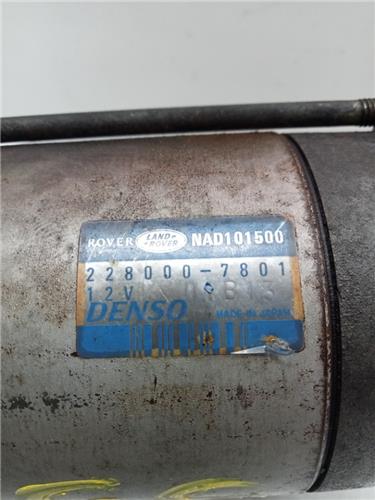 ROVER LAND ROVER NAD101500
228000-7801
12V
DENSO MADE IN JAPAN